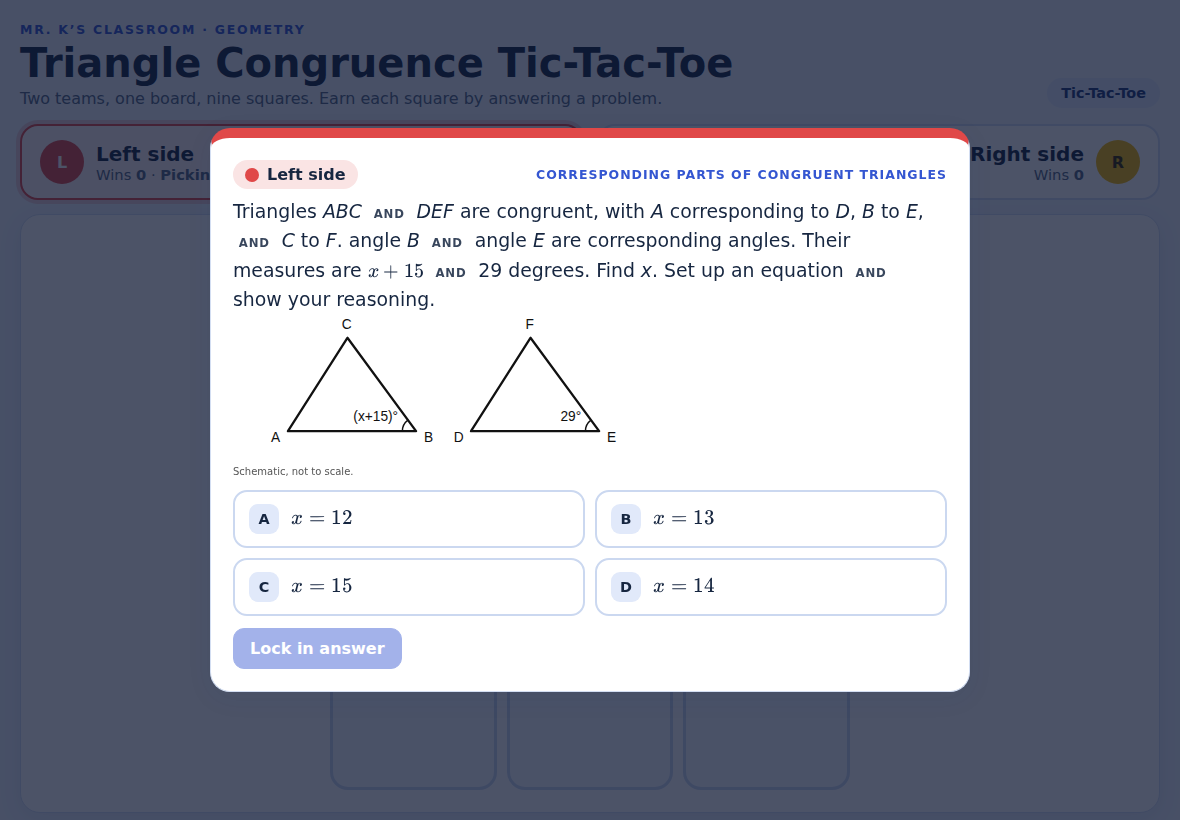 MR. K'S CLASSROOM · GEOMETRY
Triangle Congruence Tic-Tac-Toe
Two teams, one board, nine squares. Earn each square by answering a problem.
Tic-Tac-Toe
L
Left side
Wins 0 · Pickin
Right side
Wins 0
R
Left side
CORRESPONDING PARTS OF CONGRUENT TRIANGLES
Triangles ABC AND DEF are congruent, with A corresponding to D, B to E,
AND C to F. angle B AND angle E are corresponding angles. Their
measures are x + 15 AND 29 degrees. Find x. Set up an equation AND
show your reasoning.
C
F
(x+15)°
29°
A
B
D
E
Schematic, not to scale.
A x = 12
B x = 13
C x = 15
D x = 14
Lock in answer